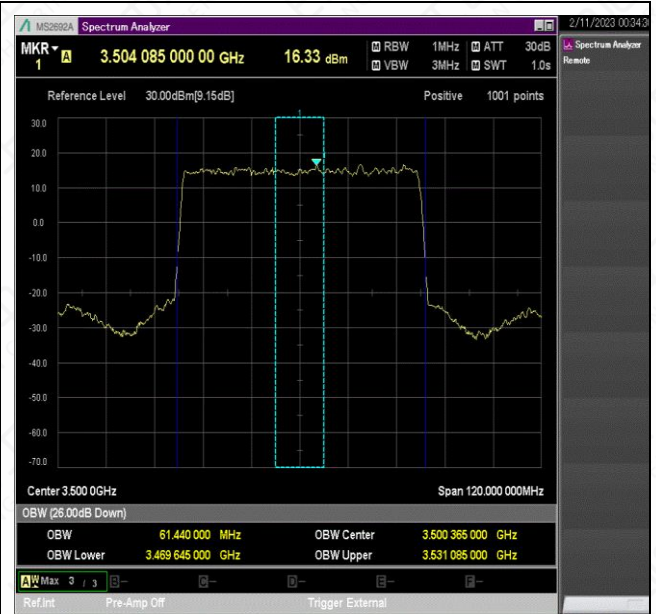 MS2692A Spectrum Analyzer
2/11/2023 00:34:3
MKR 1 A 3.504 085 000 00 GHz 16.33 dBm
M RBW 1MHz M ATT 30dB
M VBW 3MHz M SWT 1.0s
Spectrum Analyzer
Remote
Reference Level 30.00dBm[9.15dB] Positive 1001 points
30.0
20.0
10.0
0.0
-10.0
-20.0
-30.0
-40.0
-50.0
-60.0
-70.0
1
Center 3.500 0GHz Span 120.000 000MHz
OBW (26.00dB Down)
OBW 61.440 000 MHz OBW Center 3.500 365 000 GHz
OBW Lower 3.469 645 000 GHz OBW Upper 3.531 085 000 GHz
A W Max 3 / 3 B- C- D- E- F-
Ref.Int Pre-Amp Off Trigger External